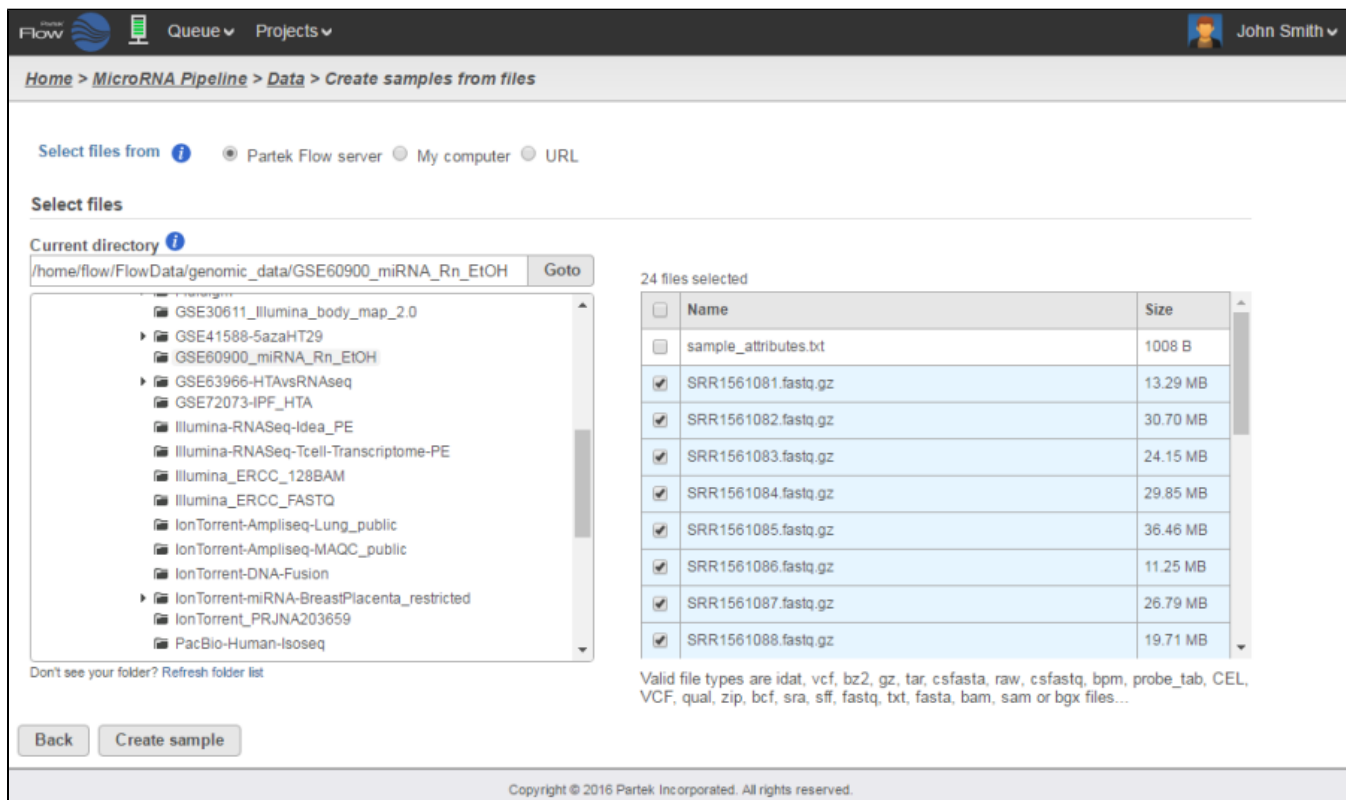 Partek
Flow Queue Projects John Smith
Home > MicroRNA Pipeline > Data > Create samples from files
Select files from i Partek Flow server My computer URL
Select files
Current directory i
/home/flow/FlowData/genomic_data/GSE60900_miRNA_Rn_EtOH Goto
GSE30611_Illumina_body_map_2.0
GSE41588-5azaHT29
GSE60900_miRNA_Rn_EtOH
GSE63966-HTAvsRNAseq
GSE72073-IPF_HTA
Illumina-RNASeq-Idea_PE
Illumina-RNASeq-Tcell-Transcriptome-PE
Illumina_ERCC_128BAM
Illumina_ERCC_FASTQ
IonTorrent-Ampliseq-Lung_public
IonTorrent-Ampliseq-MAQC_public
IonTorrent-DNA-Fusion
IonTorrent-miRNA-BreastPlacenta_restricted
IonTorrent_PRJNA203659
PacBio-Human-Isoseq
Don't see your folder? Refresh folder list
24 files selected
Name Size
sample_attributes.txt 1008 B
SRR1561081.fastq.gz 13.29 MB
SRR1561082.fastq.gz 30.70 MB
SRR1561083.fastq.gz 24.15 MB
SRR1561084.fastq.gz 29.85 MB
SRR1561085.fastq.gz 36.46 MB
SRR1561086.fastq.gz 11.25 MB
SRR1561087.fastq.gz 26.79 MB
SRR1561088.fastq.gz 19.71 MB
Valid file types are idat, vcf, bz2, gz, tar, csfasta, raw, csfastq, bpm, probe_tab, CEL,
VCF, qual, zip, bcf, sra, sff, fastq, txt, fasta, bam, sam or bgx files...
Back Create sample
Copyright © 2016 Partek Incorporated. All rights reserved.